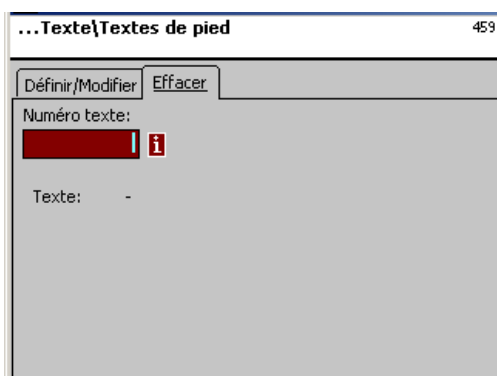 ...Texte\Textes de pied 459
Définir/Modifier Effacer
Numéro texte:
i
Texte: -